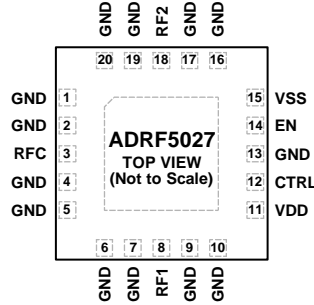 GND GND RF2 GND GND
20 19 18 17 16
GND 1
GND 2
RFC 3
GND 4
GND 5
ADRF5027
TOP VIEW
(Not to Scale)
15 VSS
14 EN
13 GND
12 CTRL
11 VDD
6 7 8 9 10
GND GND RF1 GND GND